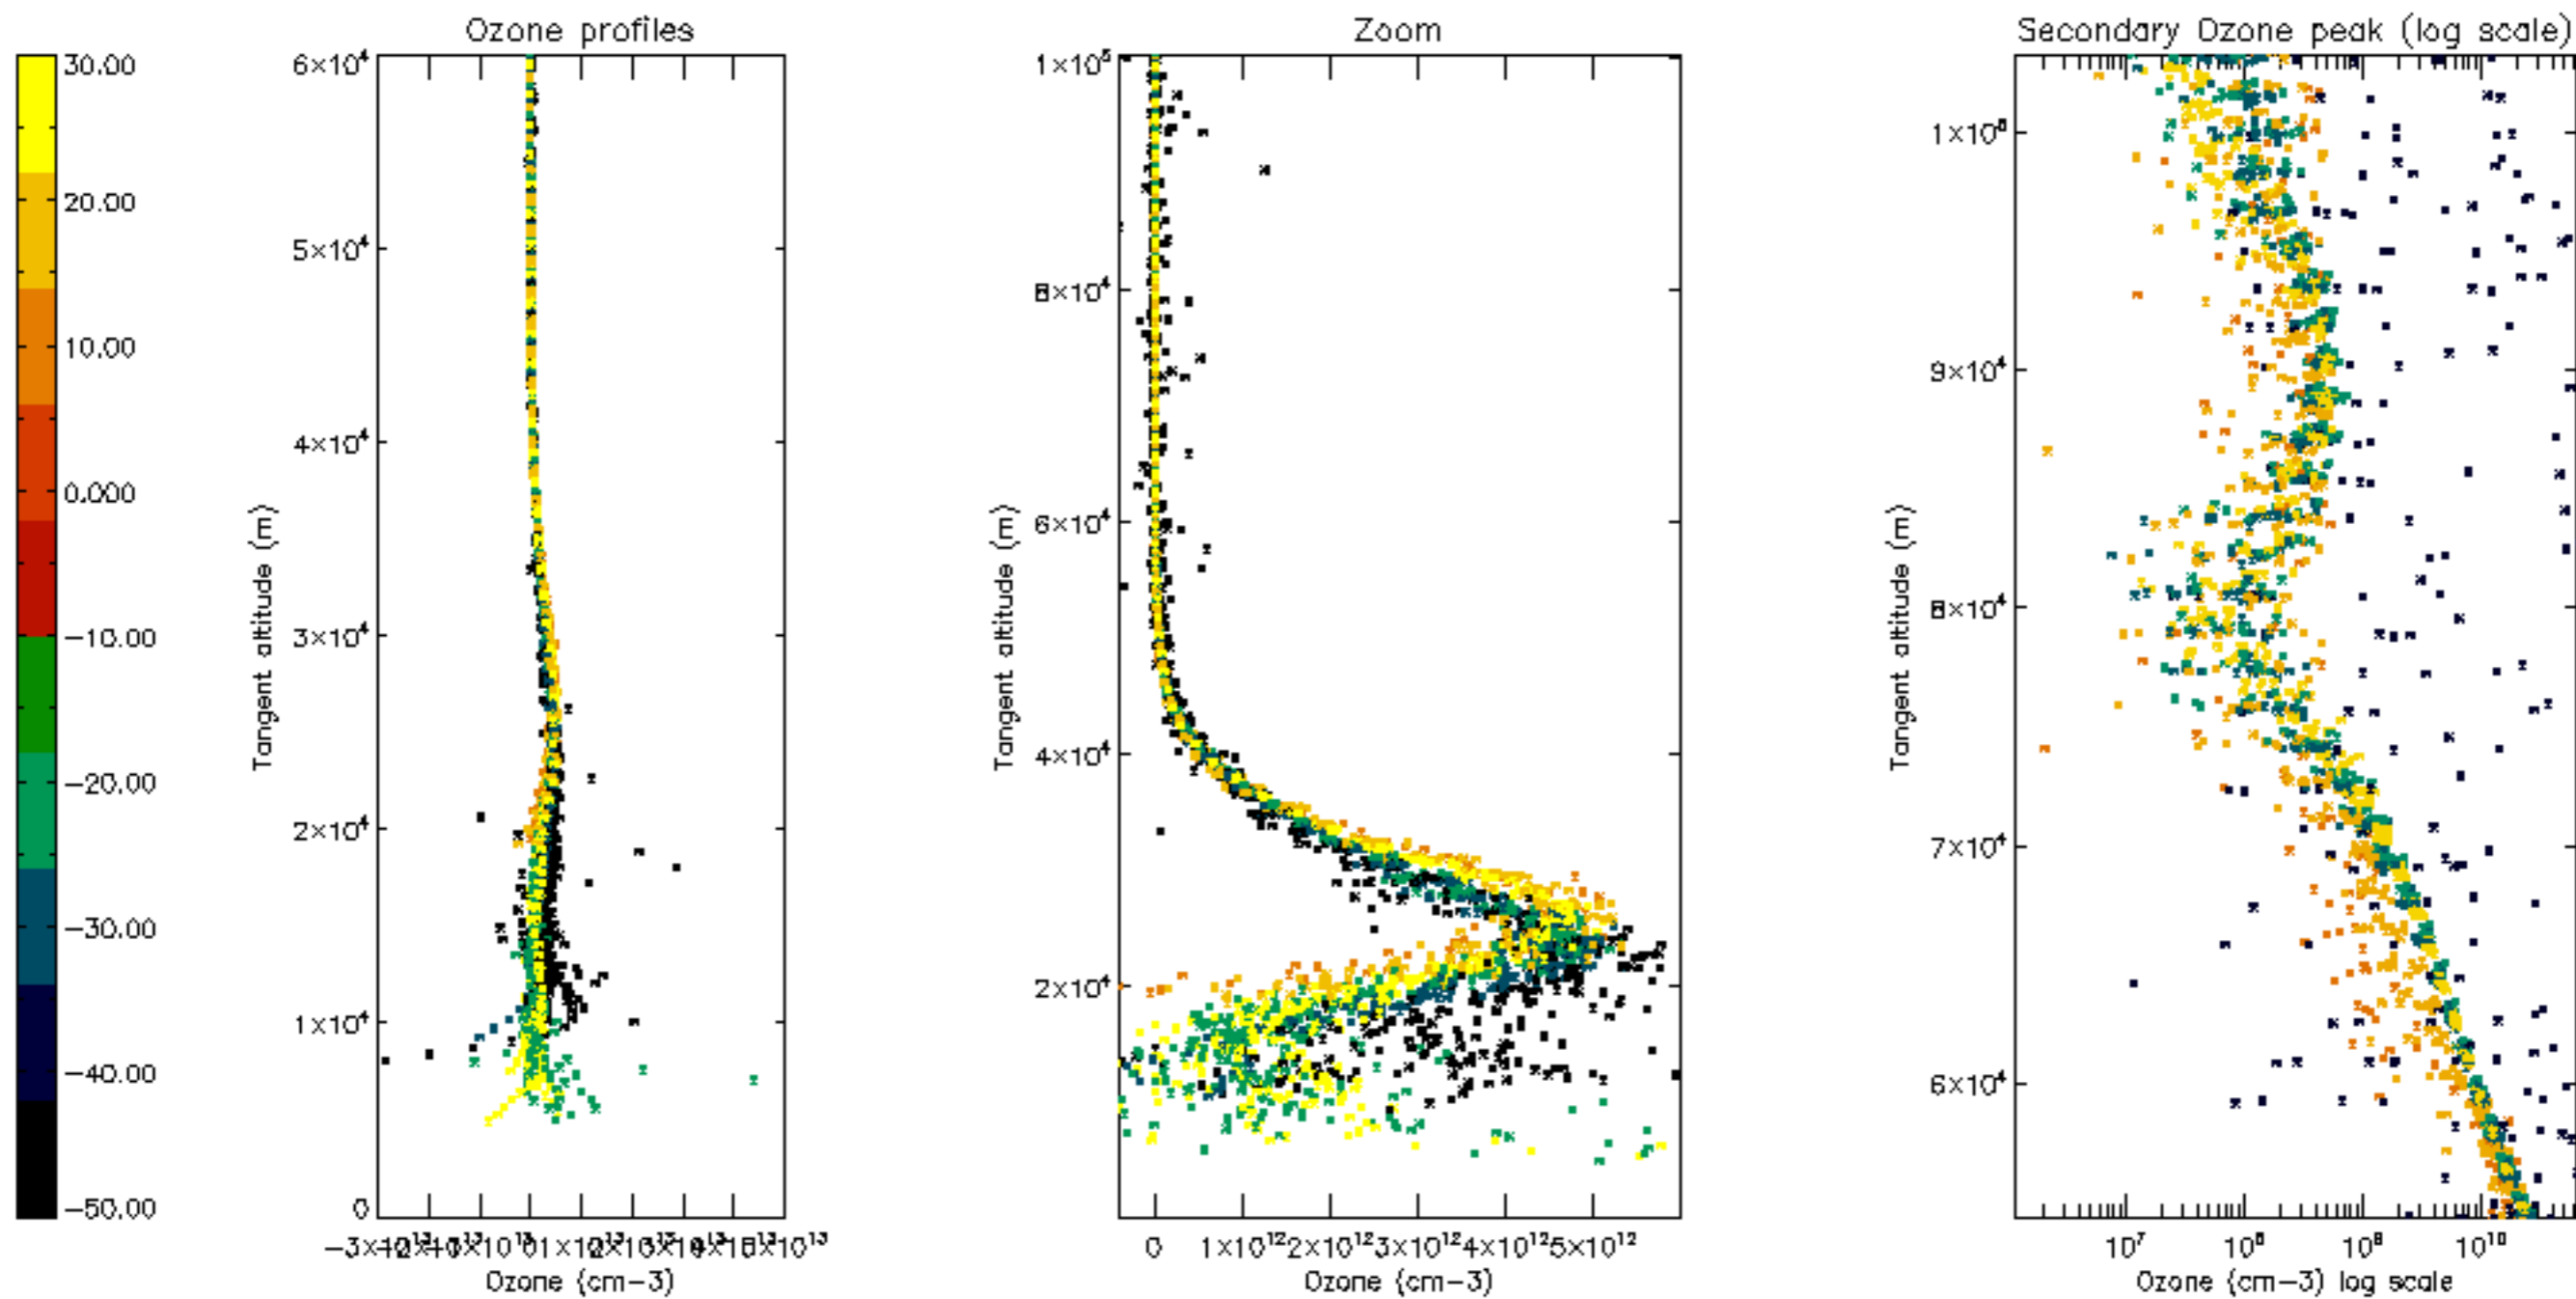 Ozone profiles
Zoom
Secondary Ozone peak (log scale)
30.00
20.00
10.00
0.000
−10.00
−20.00
−30.00
−40.00
−50.00
6×10⁴
5×10⁴
4×10⁴
3×10⁴
2×10⁴
1×10⁴
0
Tangent altitude (m)
Ozone (cm−3)
1×10⁵
8×10⁴
6×10⁴
4×10⁴
2×10⁴
Tangent altitude (m)
0 1×10¹² 2×10¹² 3×10¹² 4×10¹² 5×10¹²
Ozone (cm−3)
9×10⁴
8×10⁴
7×10⁴
6×10⁴
Tangent altitude (m)
10⁷ 10⁸ 10⁹ 10¹⁰
Ozone (cm−3) log scale